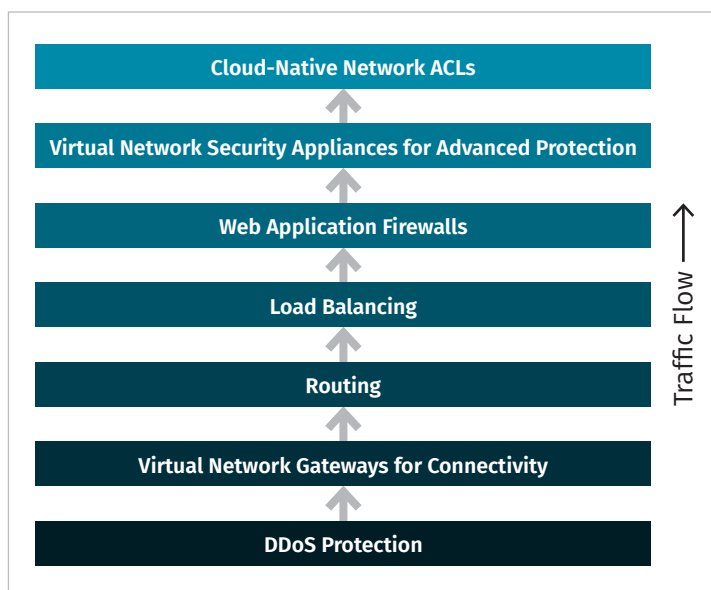 Cloud-Native Network ACLs
Virtual Network Security Appliances for Advanced Protection
Web Application Firewalls
Load Balancing
Routing
Virtual Network Gateways for Connectivity
DDoS Protection
Traffic Flow